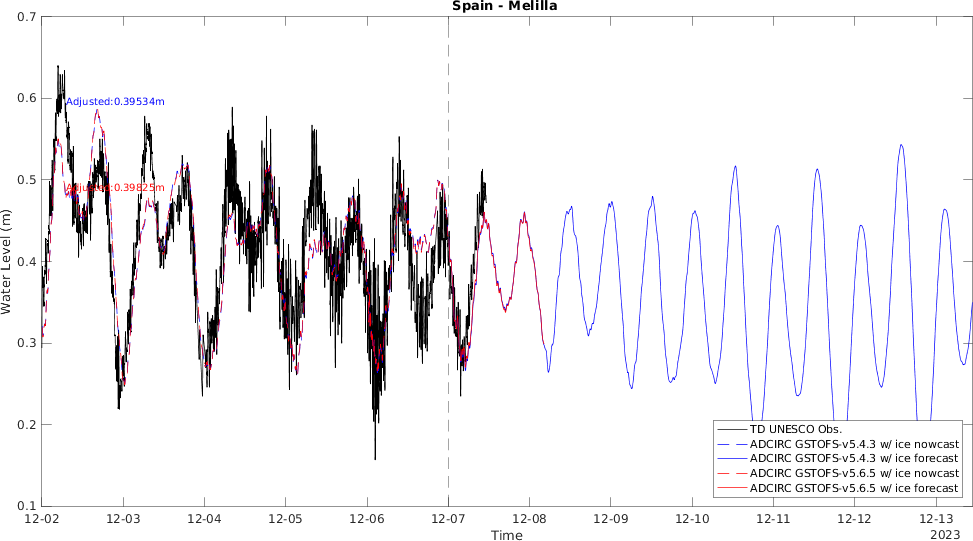 Spain - Melilla
0.7
0.6
0.5
0.4
0.3
0.2
0.1
Water Level (m)
Adjusted:0.39534m
Adjusted:0.39825m
TD UNESCO Obs.
ADCIRC GSTOFS-v5.4.3 w/ ice nowcast
ADCIRC GSTOFS-v5.4.3 w/ ice forecast
ADCIRC GSTOFS-v5.6.5 w/ ice nowcast
ADCIRC GSTOFS-v5.6.5 w/ ice forecast
12-02 12-03 12-04 12-05 12-06 12-07 12-08 12-09 12-10 12-11 12-12 12-13
Time
2023